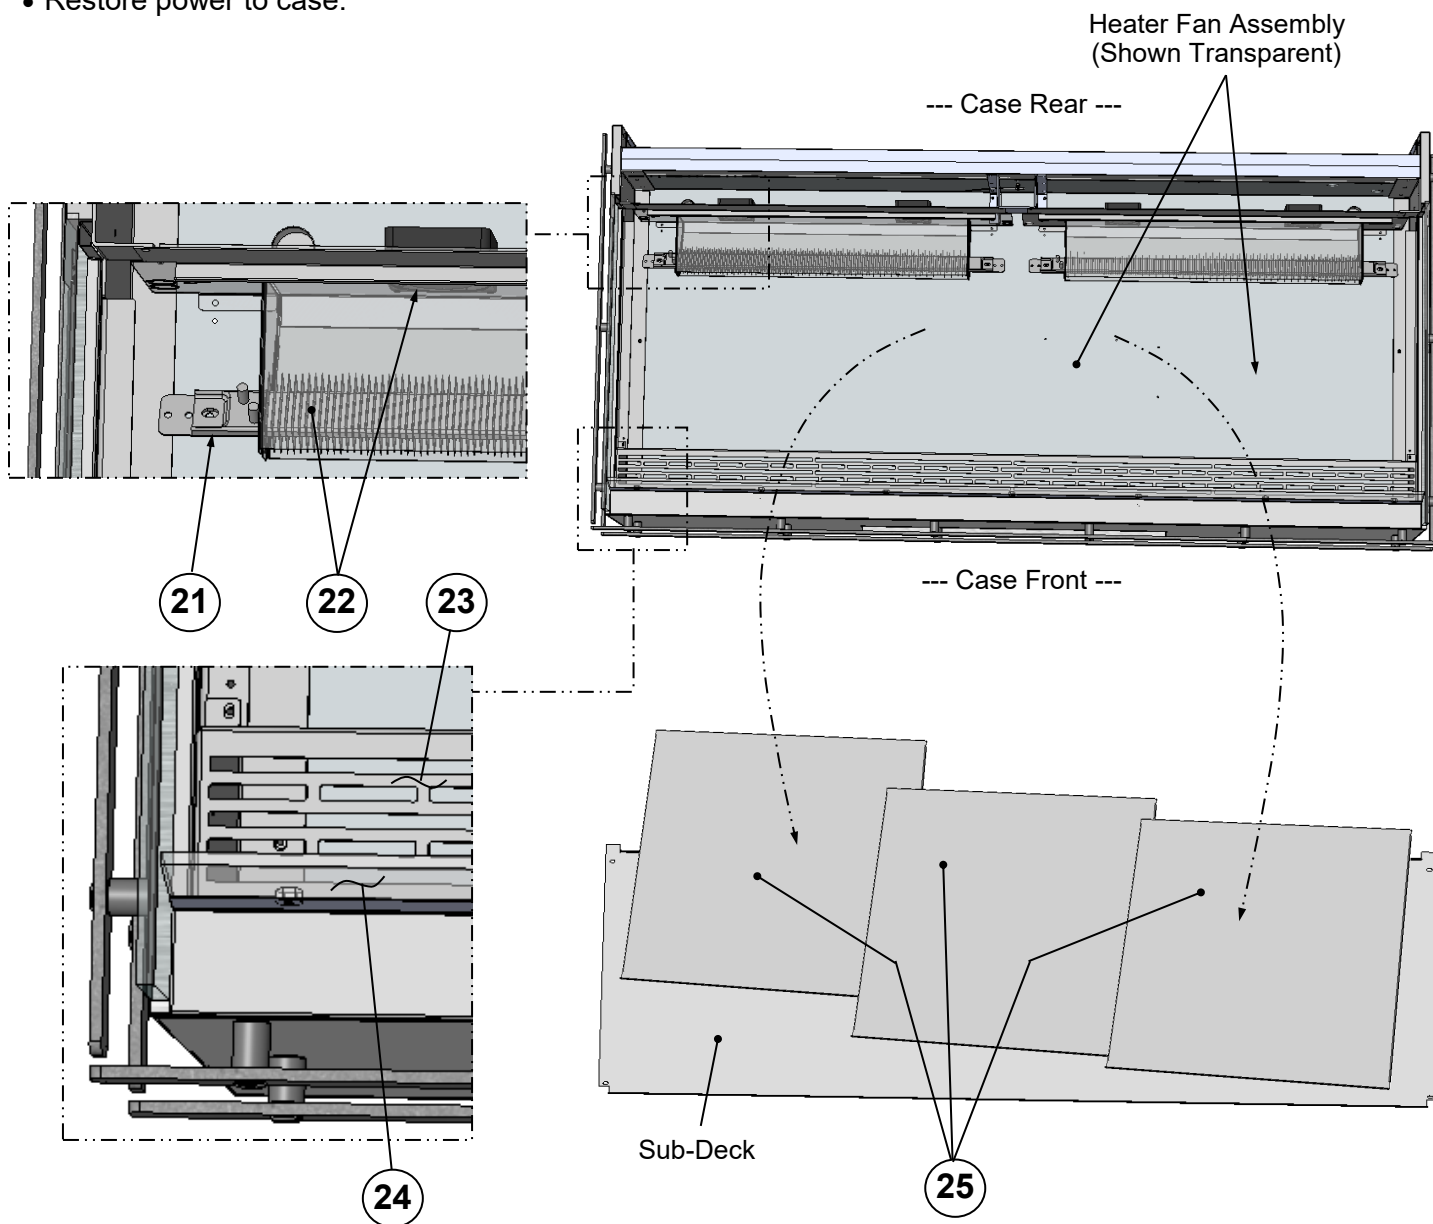 • Restore power to case.
Heater Fan Assembly
(Shown Transparent)
--- Case Rear ---
21
22
23
--- Case Front ---
Sub-Deck
24
25